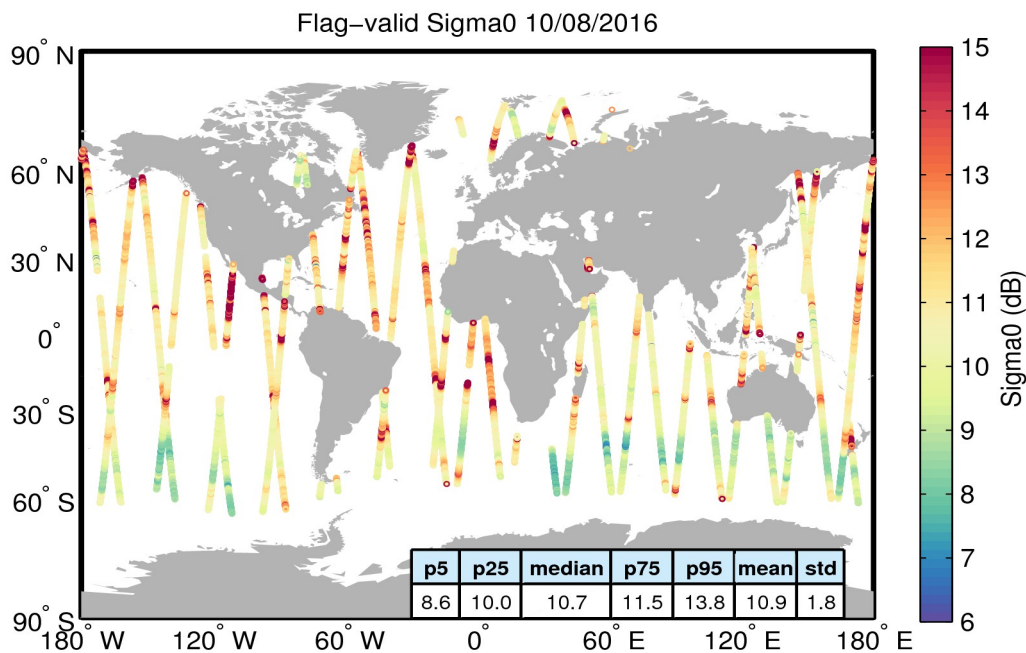 Flag-valid Sigma0 10/08/2016
90° N
60° N
30° N
0°
30° S
60° S
90° S
180° W
120° W
60° W
0°
60° E
120° E
180° E
p5 p25 median p75 p95 mean std
8.6 10.0 10.7 11.5 13.8 10.9 1.8
15
14
13
12
11
10
9
8
7
6
Sigma0 (dB)